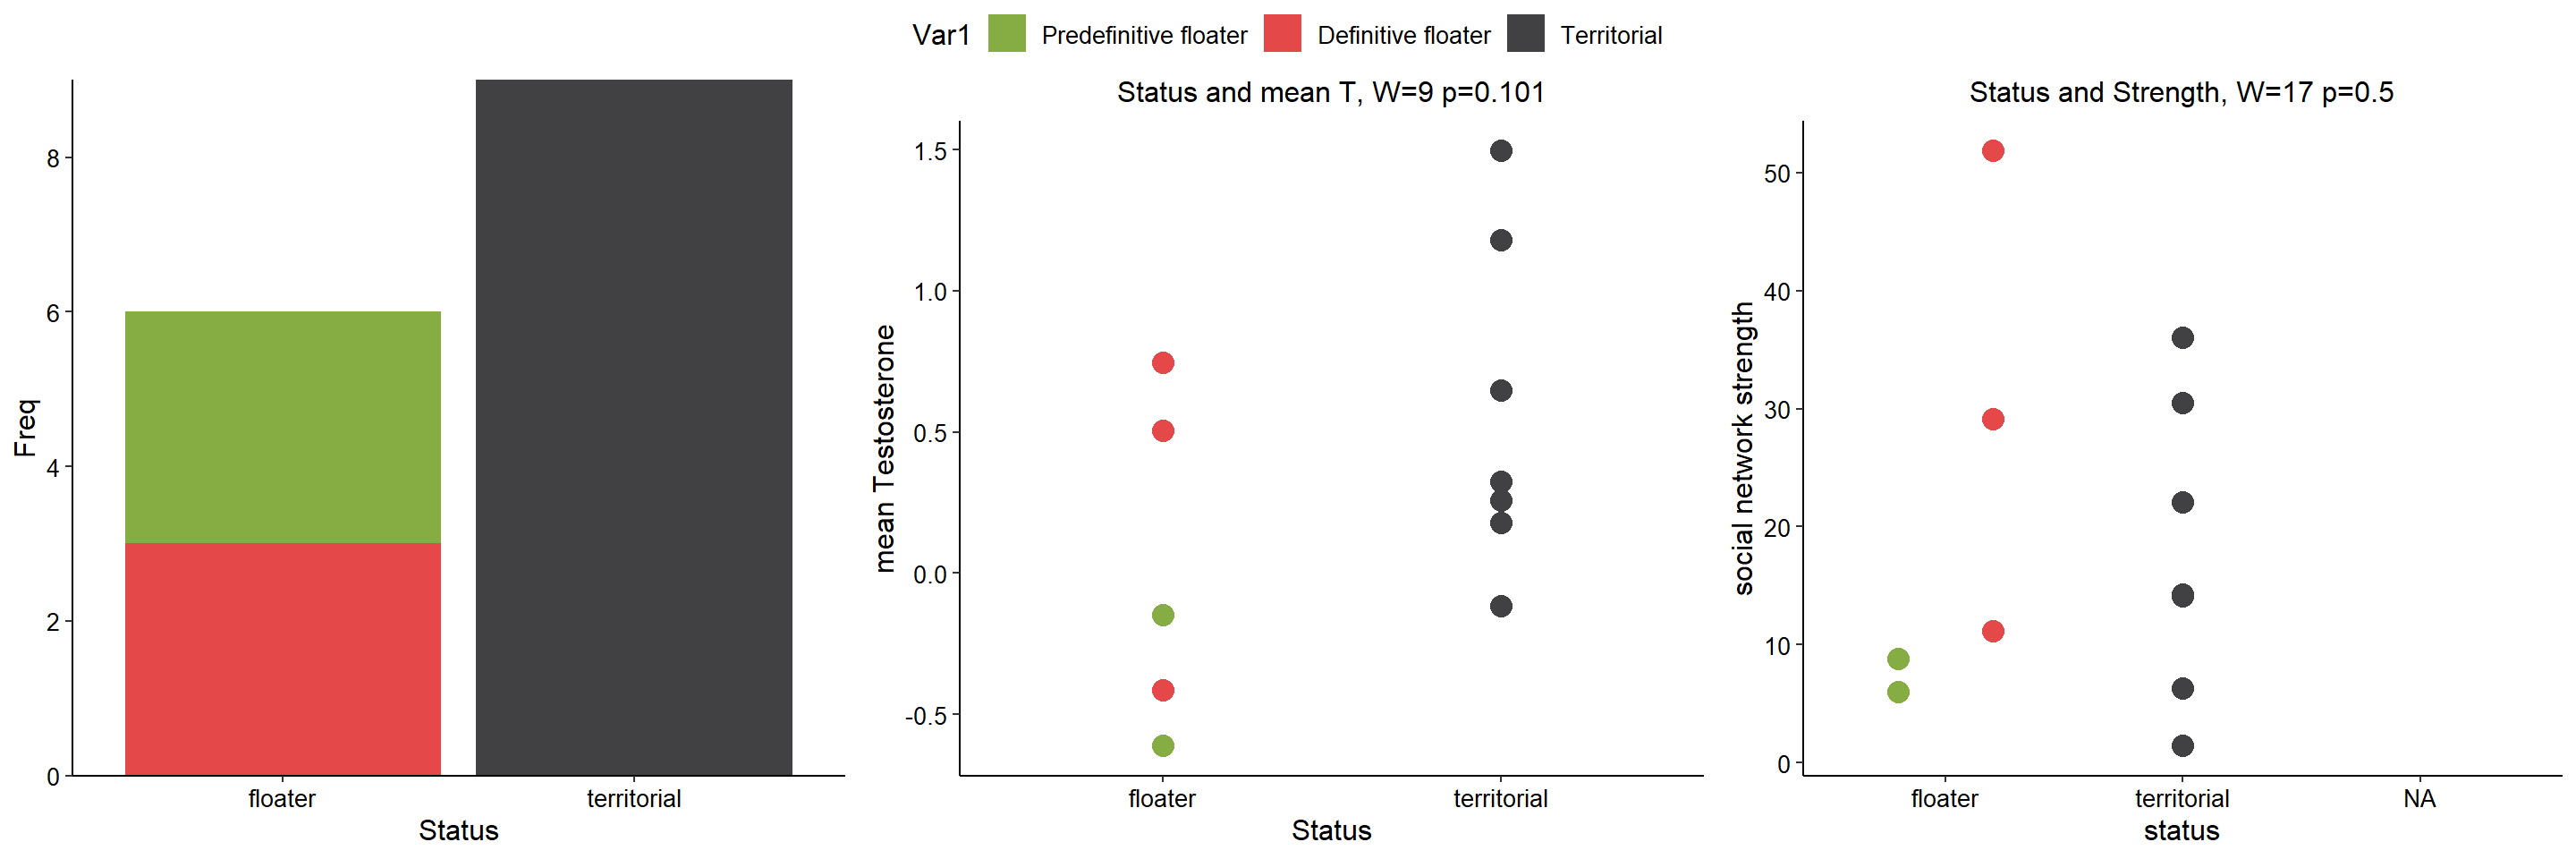 Var1 Predefinitive floater Definitive floater Territorial
Freq
8
6
4
2
0
floater territorial
Status
Status and mean T, W=9 p=0.101
mean Testosterone
1.5
1.0
0.5
0.0
-0.5
floater territorial
Status
Status and Strength, W=17 p=0.5
social network strength
50
40
30
20
10
0
floater territorial NA
status